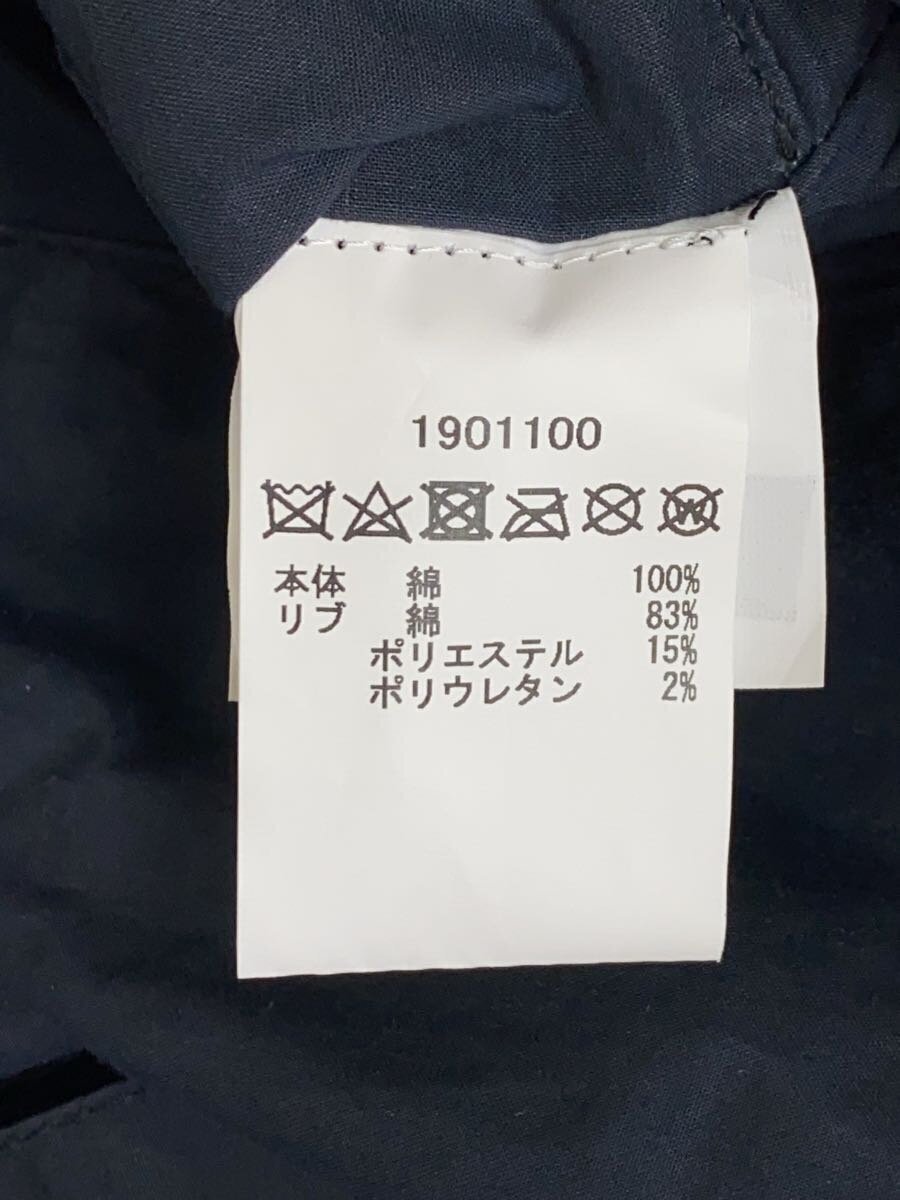 1901100
本体 綿 100%
リブ 綿 83%
ポリエステル 15%
ポリウレタン 2%